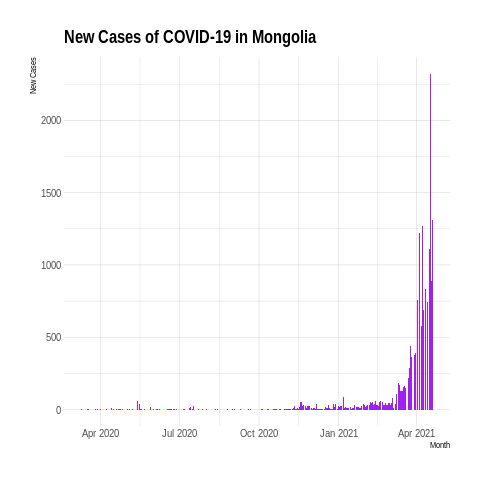 New Cases of COVID-19 in Mongolia
New Cases
2000
1500
1000
500
0
Apr 2020 Jul 2020 Oct 2020 Jan 2021 Apr 2021
Month